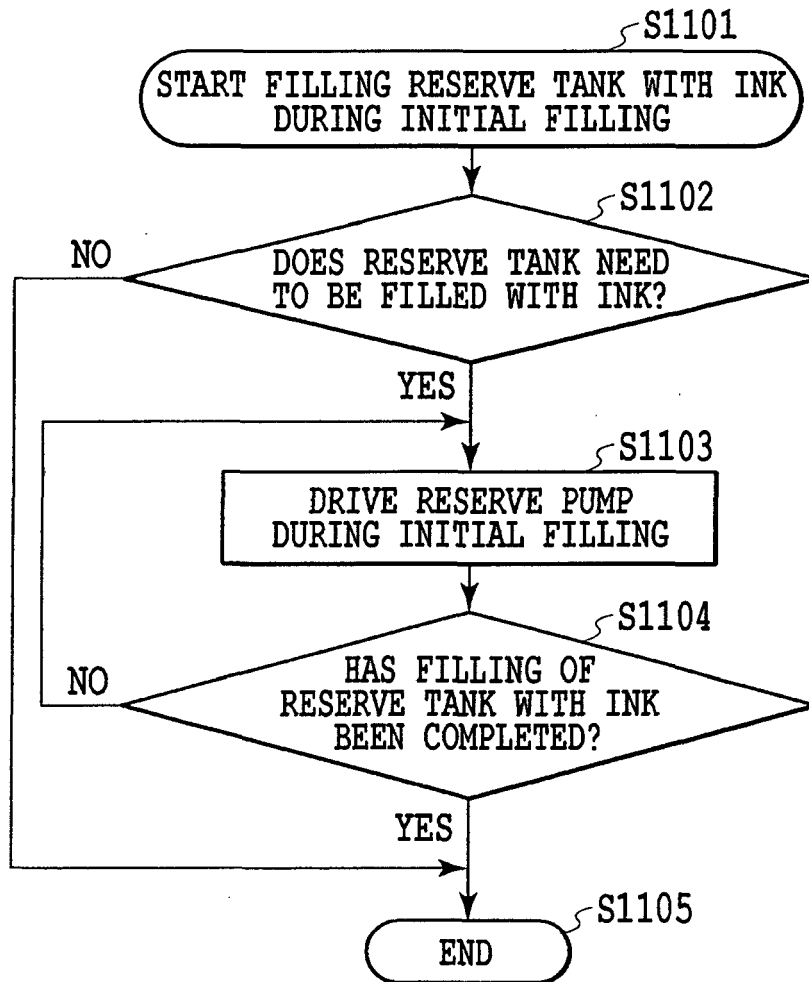 S1101
START FILLING RESERVE TANK WITH INK
DURING INITIAL FILLING
S1102
NO
DOES RESERVE TANK NEED
TO BE FILLED WITH INK?
YES
S1103
DRIVE RESERVE PUMP
DURING INITIAL FILLING
S1104
NO
HAS FILLING OF
RESERVE TANK WITH INK
BEEN COMPLETED?
YES
S1105
END